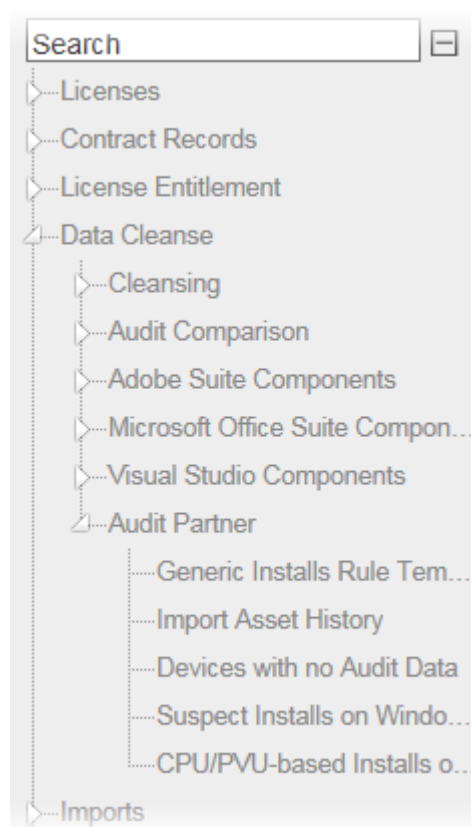 Search
Licenses
Contract Records
License Entitlement
Data Cleanse
Cleansing
Audit Comparison
Adobe Suite Components
Microsoft Office Suite Compon...
Visual Studio Components
Audit Partner
Generic Installs Rule Tem...
Import Asset History
Devices with no Audit Data
Suspect Installs on Windo...
CPU/PVU-based Installs o...
Imports